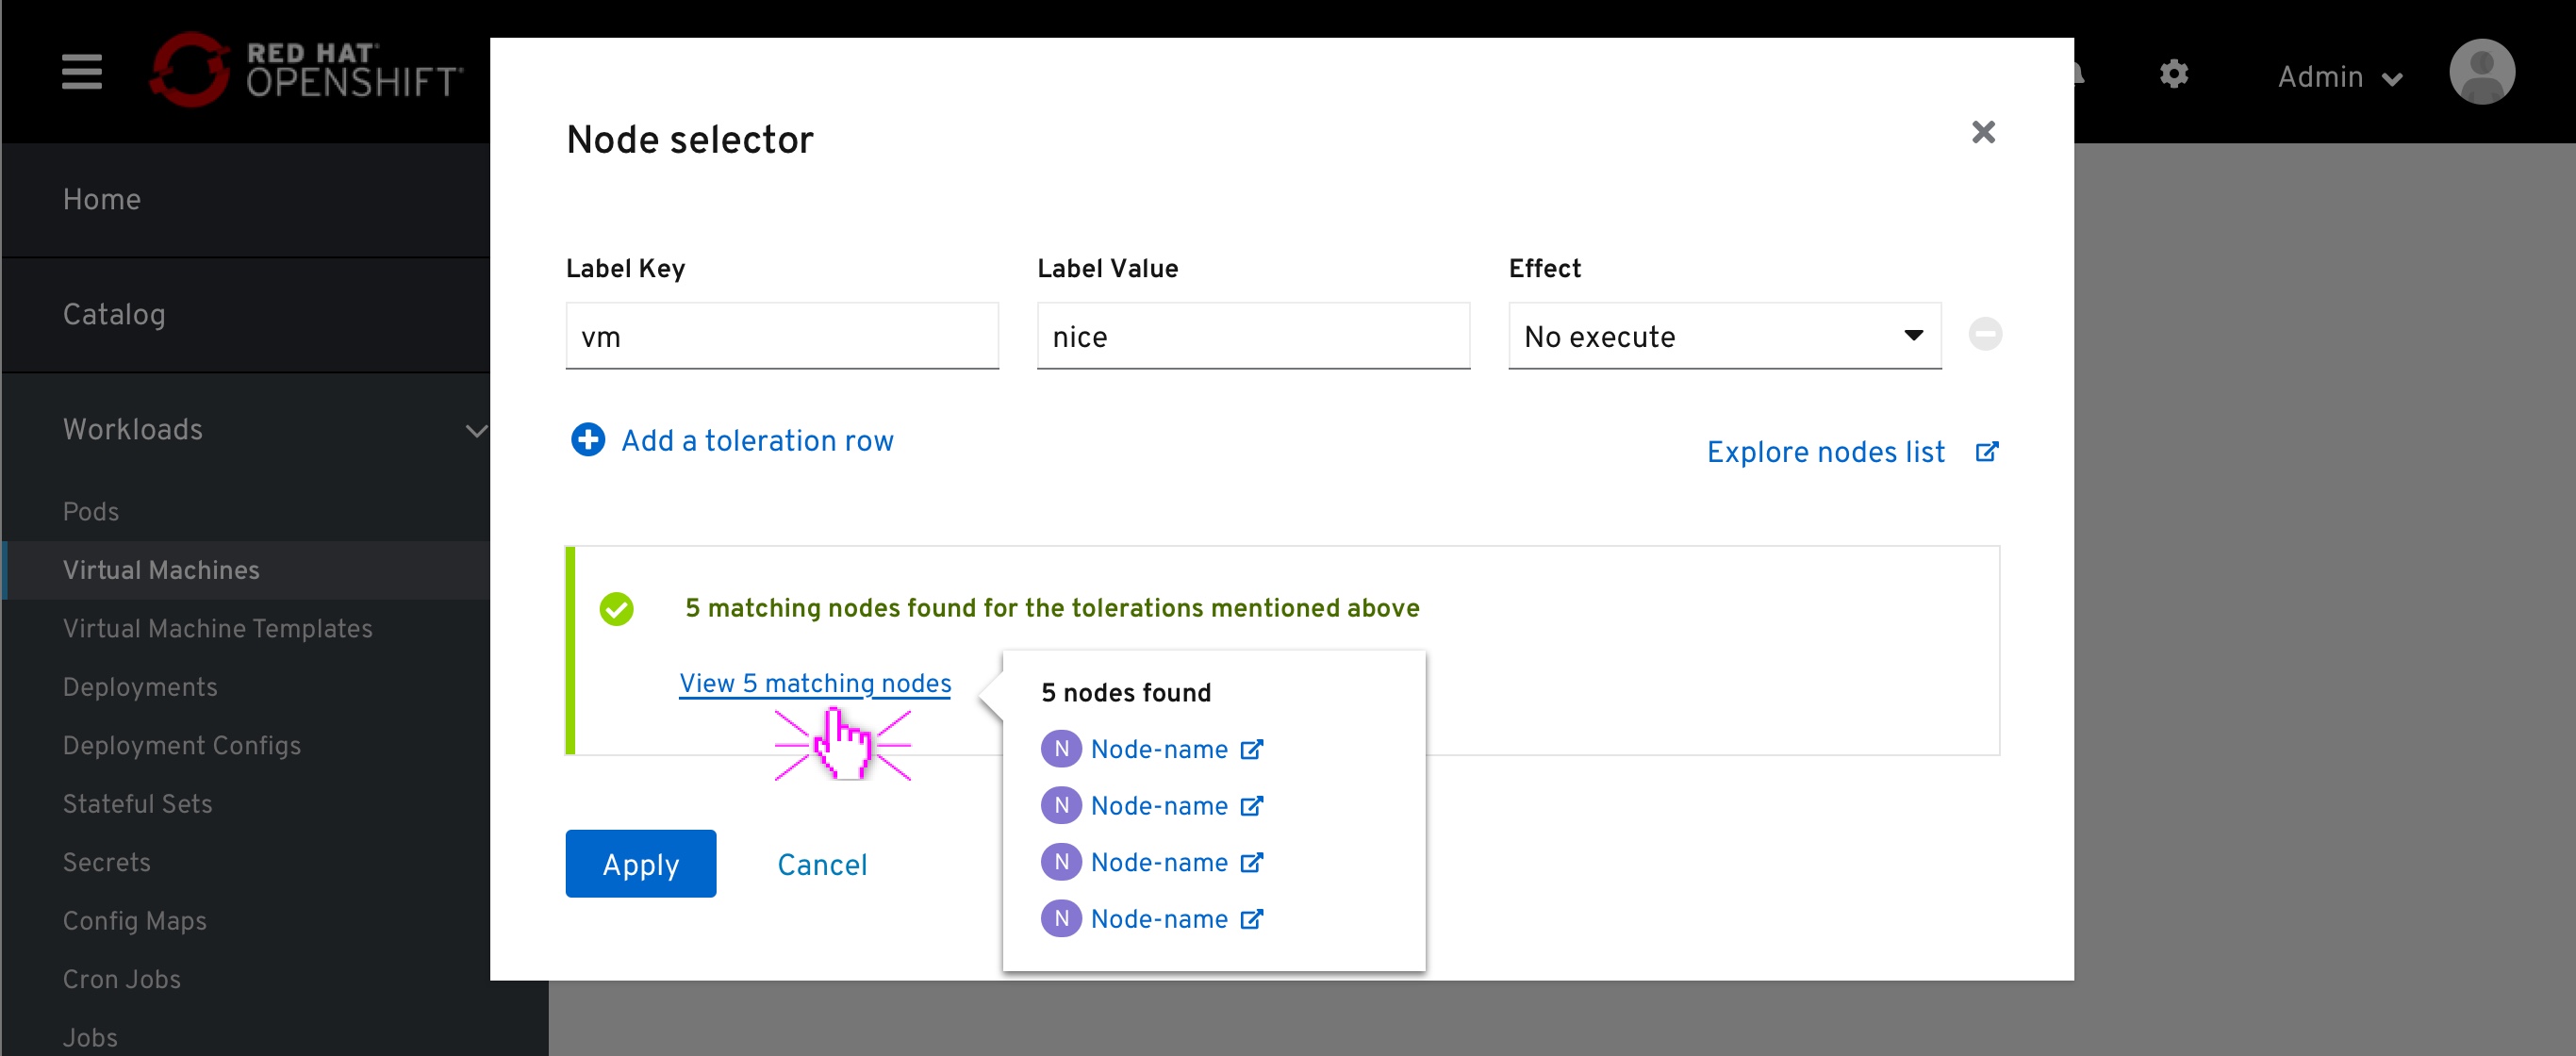 RED HAT
OPENSHIFT
Admin
Home
Catalog
Workloads
Pods
Virtual Machines
Virtual Machine Templates
Deployments
Deployment Configs
Stateful Sets
Secrets
Config Maps
Cron Jobs
Jobs
Node selector
Label Key
Label Value
Effect
vm
nice
No execute
Add a toleration row
Explore nodes list
5 matching nodes found for the tolerations mentioned above
View 5 matching nodes
5 nodes found
N Node-name
N Node-name
N Node-name
N Node-name
Apply
Cancel